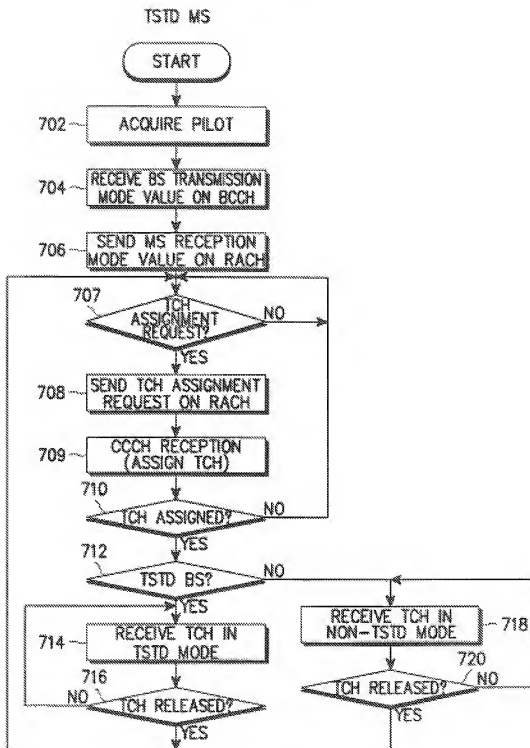 TSTD MS
START
702
ACQUIRE PILOT
704
RECEIVE BS TRANSMISSION
MODE VALUE ON BCCH
706
SEND MS RECEPTION
MODE VALUE ON RACH
707
TCH
ASSIGNMENT
REQUEST?
NO
YES
708
SEND TCH ASSIGNMENT
REQUEST ON RACH
709
CCCH RECEPTION
(ASSIGN TCH)
710
TCH ASSIGNED?
NO
YES
712
TSTD BS?
NO
YES
714
RECEIVE TCH IN
TSTD MODE
RECEIVE TCH IN
NON-TSTD MODE
718
716
TCH RELEASED?
NO
YES
720
TCH RELEASED?
NO
YES